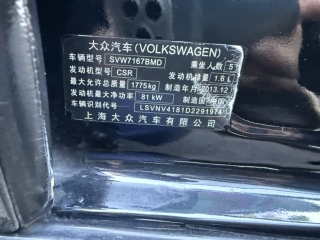 大众汽车(VOLKSWAGEN)
车辆型号 SVW7167BMD 乘坐人数 5
发动机型号 CSR 发动机排量 1.6 L
最大允许总质量 1775kg 制造年月 2013.12
发动机最大净功率 81 kW 制造国 中国
车辆识别代号 LSVNV4181D2291974
上海大众汽车有限公司